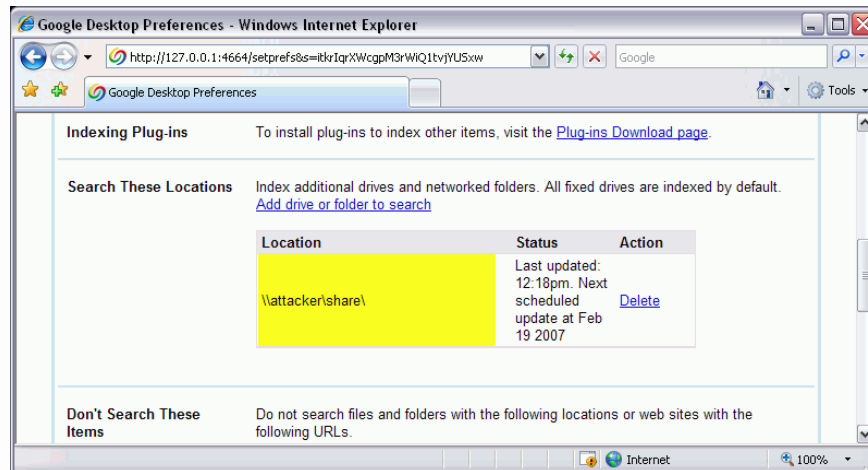 Google Desktop Preferences - Windows Internet Explorer
http://127.0.0.1:4664/setprefs&s=itkrIqrXWcgpM3rWiQ1tvjYUSxw
Google
Google Desktop Preferences
Tools
Indexing Plug-ins
To install plug-ins to index other items, visit the Plug-ins Download page.
Search These Locations
Index additional drives and networked folders. All fixed drives are indexed by default.
Add drive or folder to search
Location Status Action
\\attacker\share\
Last updated:
12:18pm. Next
scheduled
update at Feb
19 2007
Delete
Don't Search These
Items
Do not search files and folders with the following locations or web sites with the
following URLs.
Internet
100%